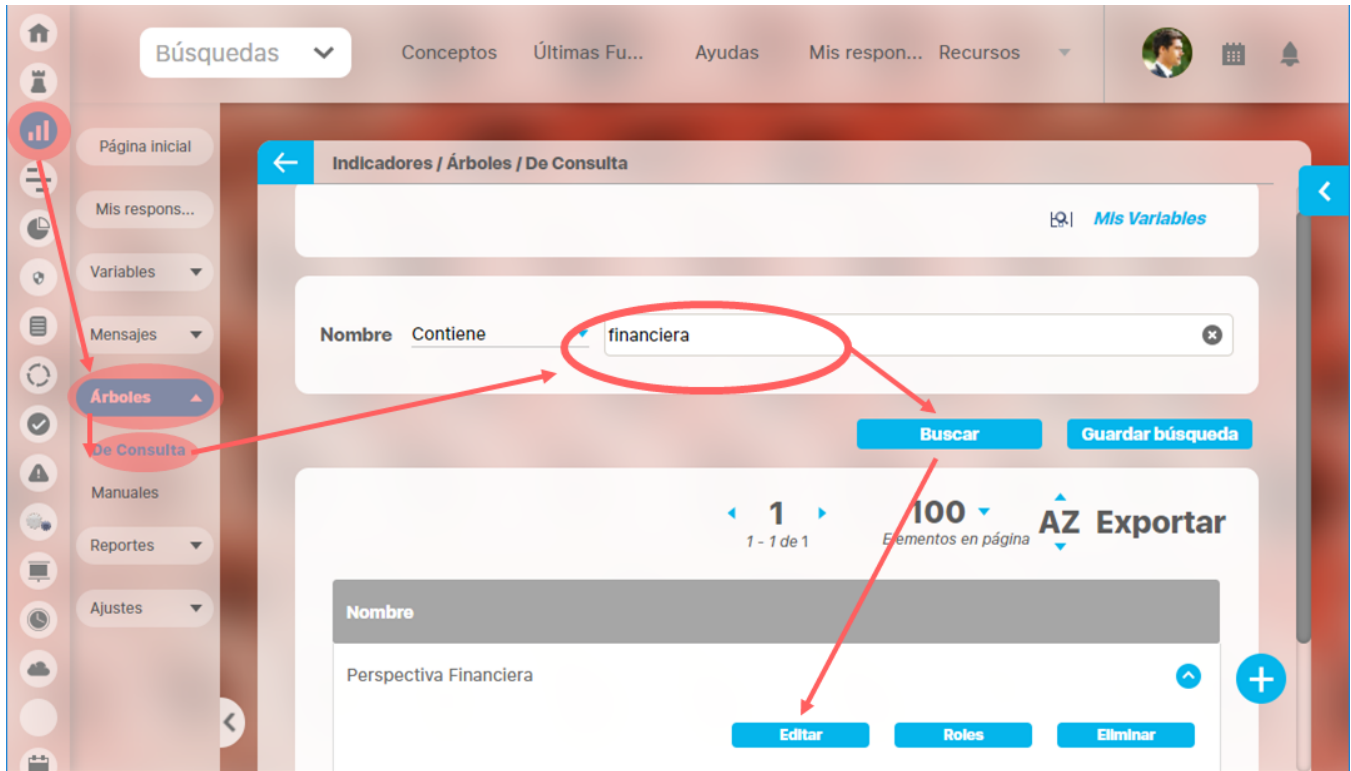 Búsquedas
Conceptos
Últimas Fu...
Ayudas
Mis respon...
Recursos
Página inicial
Mis respons...
Variables
Mensajes
Árboles
De Consulta
Manuales
Reportes
Ajustes
Indicadores / Árboles / De Consulta
Mis Variables
Nombre Contiene financiera
Buscar Guardar búsqueda
1 100 AZ Exportar
1 - 1 de 1 Elementos en página
Nombre
Perspectiva Financiera
Editar Roles Eliminar